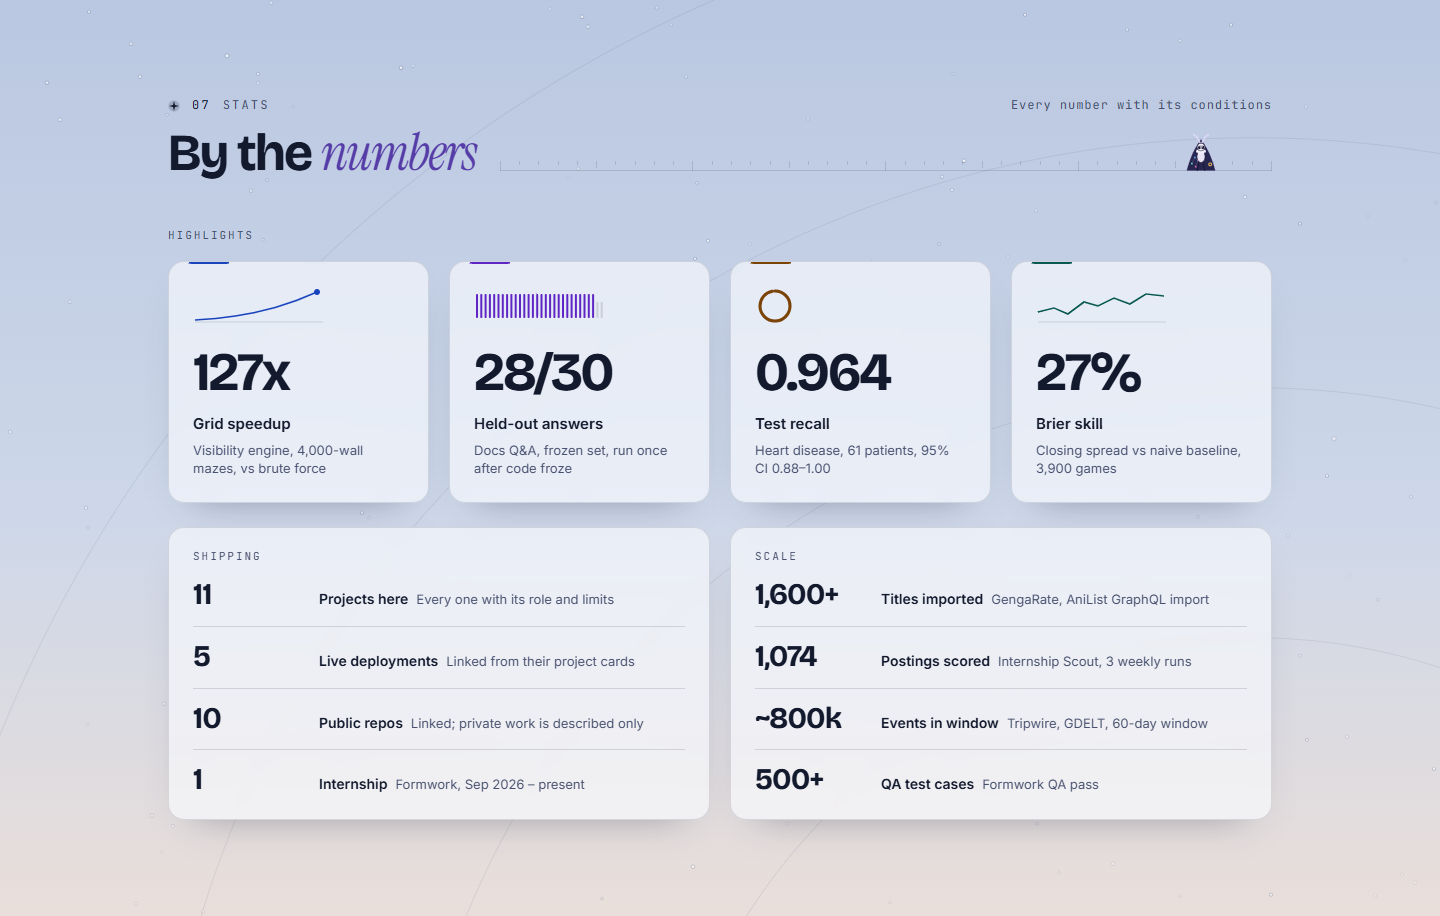 07 STATS
Every number with its conditions
By the numbers
HIGHLIGHTS
127x
Grid speedup
Visibility engine, 4,000-wall
mazes, vs brute force
28/30
Held-out answers
Docs Q&A, frozen set, run once
after code froze
0.964
Test recall
Heart disease, 61 patients, 95%
CI 0.88–1.00
27%
Brier skill
Closing spread vs naive baseline,
3,900 games
SHIPPING
11 Projects here Every one with its role and limits
5 Live deployments Linked from their project cards
10 Public repos Linked; private work is described only
1 Internship Formwork, Sep 2026 – present
SCALE
1,600+ Titles imported GengaRate, AniList GraphQL import
1,074 Postings scored Internship Scout, 3 weekly runs
~800k Events in window Tripwire, GDELT, 60-day window
500+ QA test cases Formwork QA pass